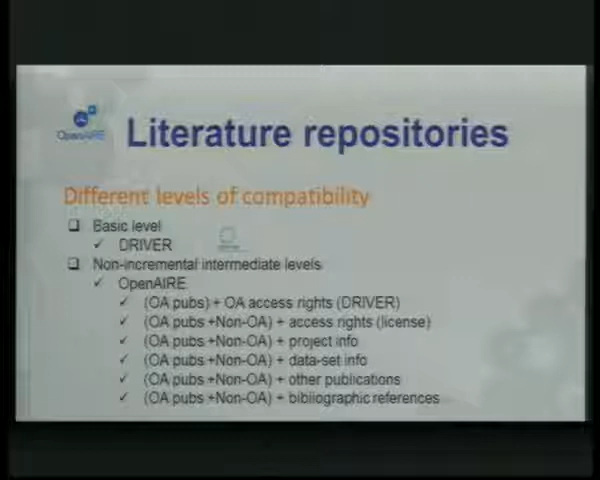 OpenAIRE
Literature repositories
Different levels of compatibility
❑ Basic level
✓ DRIVER
❑ Non-incremental intermediate levels
✓ OpenAIRE
✓ (OA pubs) + OA access rights (DRIVER)
✓ (OA pubs +Non-OA) + access rights (license)
✓ (OA pubs +Non-OA) + project info
✓ (OA pubs +Non-OA) + data-set info
✓ (OA pubs +Non-OA) + other publications
✓ (OA pubs +Non-OA) + bibliographic references